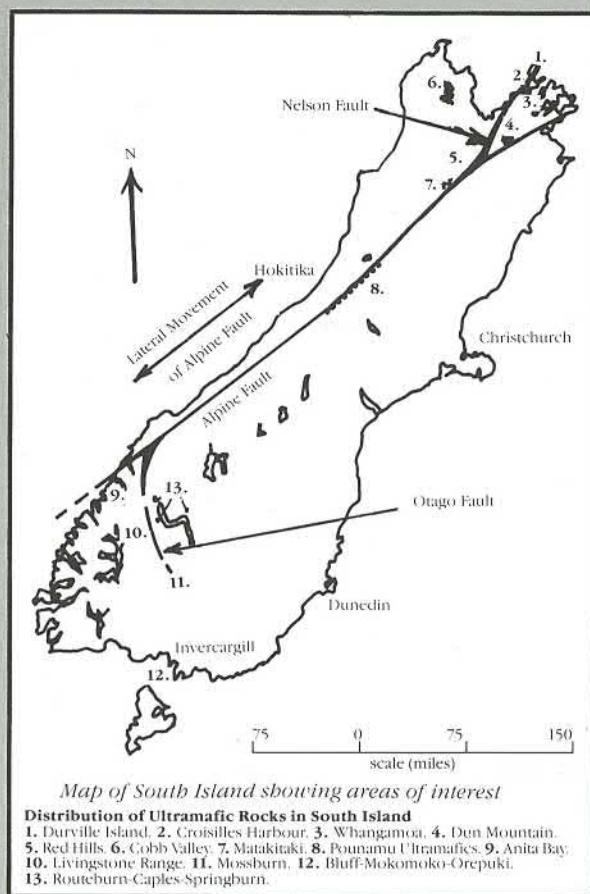 1.
2.
6.
3.
Nelson Fault
4.
5.
N
7.
Hokitika
8.
Lateral Movement
of Alpine Fault
Christchurch
Alpine Fault
9.
13.
Otago Fault
10.
11.
Dunedin
Invercargill
12.
75 0 75 150
scale (miles)
Map of South Island showing areas of interest
Distribution of Ultramafic Rocks in South Island
1. Durville Island. 2. Croisilles Harbour. 3. Whangamoa. 4. Dun Mountain.
5. Red Hills. 6. Cobb Valley. 7. Matakitaki. 8. Pounamu Ultramafics. 9. Anita Bay.
10. Livingstone Range. 11. Mossburn. 12. Bluff-Mokomoko-Orepuki.
13. Routeburn-Caples-Springburn.